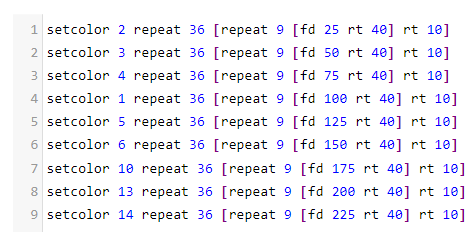 1 setcolor 2 repeat 36 [repeat 9 [fd 25 rt 40] rt 10]
2 setcolor 3 repeat 36 [repeat 9 [fd 50 rt 40] rt 10]
3 setcolor 4 repeat 36 [repeat 9 [fd 75 rt 40] rt 10]
4 setcolor 1 repeat 36 [repeat 9 [fd 100 rt 40] rt 10]
5 setcolor 5 repeat 36 [repeat 9 [fd 125 rt 40] rt 10]
6 setcolor 6 repeat 36 [repeat 9 [fd 150 rt 40] rt 10]
7 setcolor 10 repeat 36 [repeat 9 [fd 175 rt 40] rt 10]
8 setcolor 13 repeat 36 [repeat 9 [fd 200 rt 40] rt 10]
9 setcolor 14 repeat 36 [repeat 9 [fd 225 rt 40] rt 10]